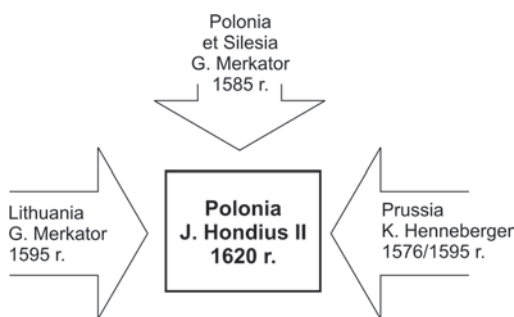 Polonia
et Silesia
G. Merkator
1585 r.
Lithuania
G. Merkator
1595 r.
Polonia
J. Hondius II
1620 r.
Prussia
K. Henneberger
1576/1595 r.